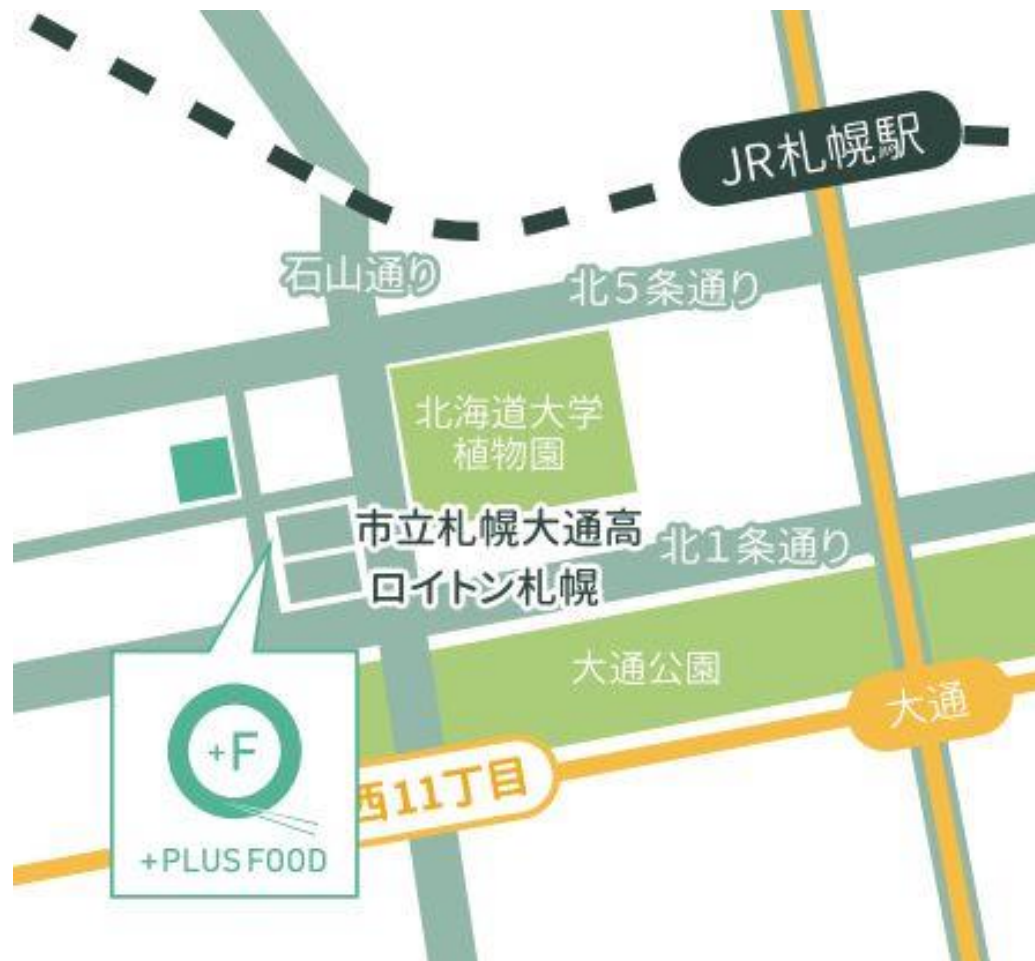 JR札幌駅
石山通り
北5条通り
北海道大学
植物園
市立札幌大通高
ロイトン札幌
北1条通り
大通公園
大通
西11丁目
+F
+PLUS FOOD